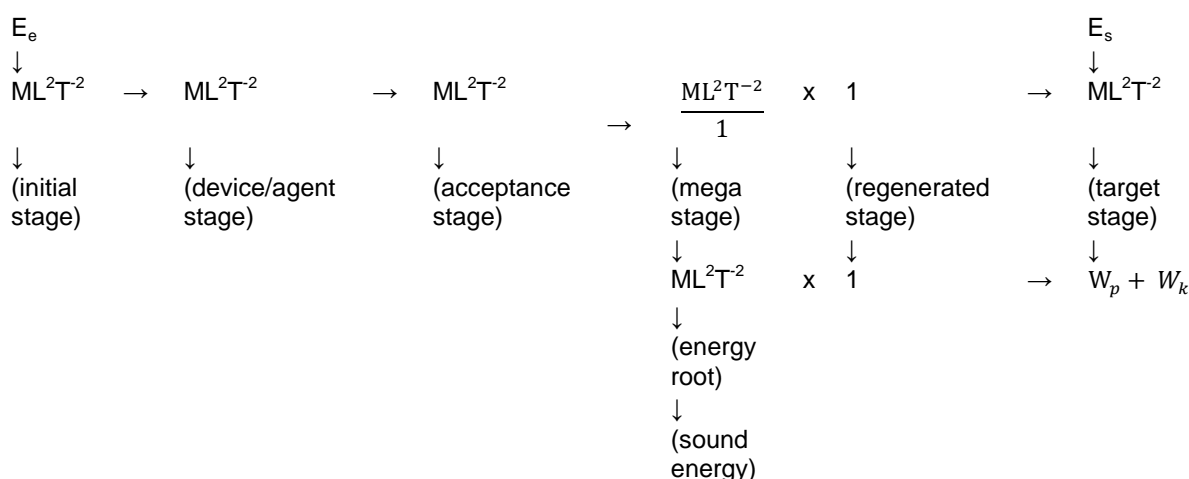 Eₑ Eₛ
↓ ↓
ML²T⁻² → ML²T⁻² → ML²T⁻² → ML²T⁻²/1 x 1 → ML²T⁻²
↓ ↓ ↓ ↓ ↓ ↓
(initial (device/agent (acceptance (mega (regenerated (target
stage) stage) stage) stage) stage) stage)
↓ ↓ ↓
ML²T⁻² x 1 → Wₚ + Wₖ
↓
(energy
root)
↓
(sound
energy)